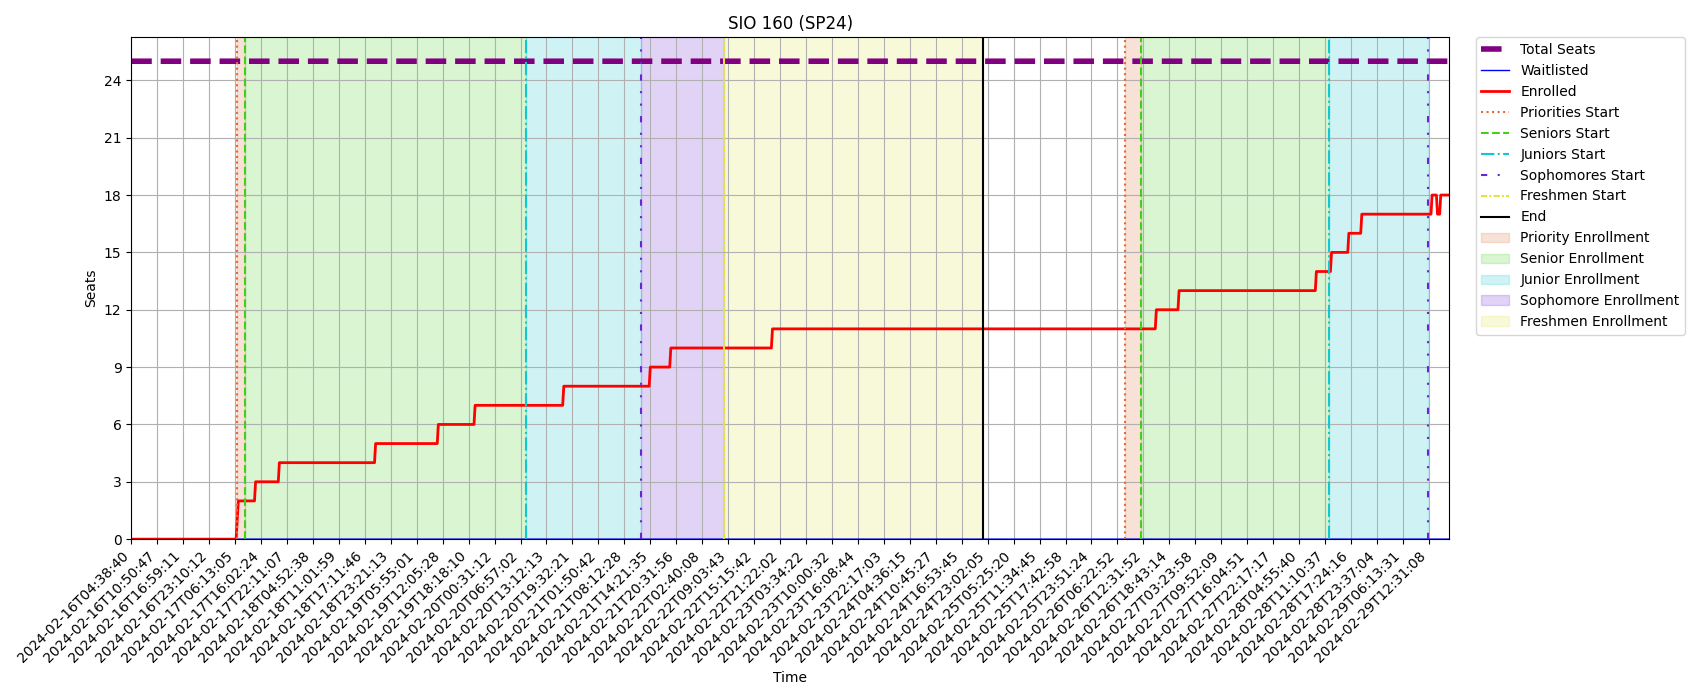 SIO 160 (SP24)
Seats
24
21
18
15
12
9
6
3
0
2024-02-16T04:38:40
2024-02-16T10:50:47
2024-02-16T16:59:11
2024-02-16T23:10:12
2024-02-17T06:13:05
2024-02-17T16:02:24
2024-02-17T22:11:07
2024-02-18T04:52:38
2024-02-18T11:01:59
2024-02-18T17:11:46
2024-02-18T23:21:13
2024-02-19T05:55:01
2024-02-19T12:05:28
2024-02-19T18:18:10
2024-02-20T00:31:12
2024-02-20T06:57:02
2024-02-20T13:12:13
2024-02-20T19:32:21
2024-02-21T01:50:42
2024-02-21T08:12:28
2024-02-21T14:21:35
2024-02-21T20:31:56
2024-02-22T02:40:08
2024-02-22T09:03:43
2024-02-22T15:15:42
2024-02-22T21:22:02
2024-02-23T03:34:22
2024-02-23T10:00:32
2024-02-23T16:08:44
2024-02-23T22:17:03
2024-02-24T04:36:15
2024-02-24T10:45:27
2024-02-24T16:53:45
2024-02-24T23:02:05
2024-02-25T05:25:20
2024-02-25T11:34:45
2024-02-25T17:42:58
2024-02-25T23:51:24
2024-02-26T06:22:52
2024-02-26T12:31:52
2024-02-26T18:43:14
2024-02-27T03:23:58
2024-02-27T09:52:09
2024-02-27T16:04:51
2024-02-27T22:17:17
2024-02-28T04:55:40
2024-02-28T11:10:37
2024-02-28T17:24:16
2024-02-28T23:37:04
2024-02-29T06:13:31
2024-02-29T12:31:08
Time
Total Seats
Waitlisted
Enrolled
Priorities Start
Seniors Start
Juniors Start
Sophomores Start
Freshmen Start
End
Priority Enrollment
Senior Enrollment
Junior Enrollment
Sophomore Enrollment
Freshmen Enrollment